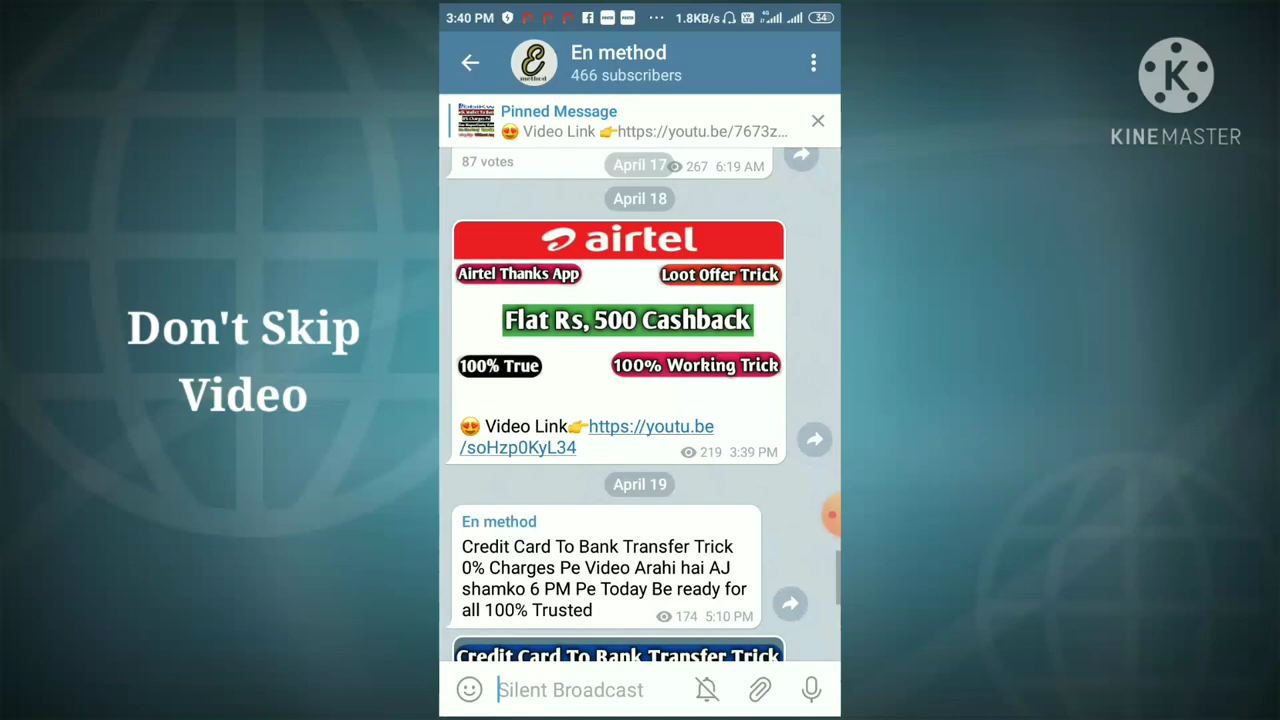 3:40 PM
1.8KB/s
4G
34
En method
466 subscribers
Pinned Message
😍 Video Link 👉https://youtu.be/7673z...
87 votes
April 17
267 6:19 AM
April 18
airtel
Airtel Thanks App
Loot Offer Trick
Flat Rs, 500 Cashback
100% True
100% Working Trick
😍 Video Link👉https://youtu.be
/soHzp0KyL34
219 3:39 PM
April 19
En method
Credit Card To Bank Transfer Trick
0% Charges Pe Video Arahi hai AJ
shamko 6 PM Pe Today Be ready for
all 100% Trusted
174 5:10 PM
Credit Card To Bank Transfer Trick
Silent Broadcast
Don't Skip
Video
K
KINEMASTER